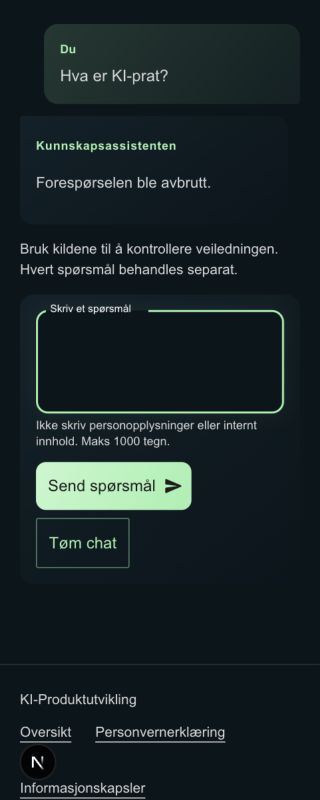 Du
Hva er KI-prat?
Kunnskapsassistenten
Forespørselen ble avbrutt.
Bruk kildene til å kontrollere veiledningen.
Hvert spørsmål behandles separat.
Skriv et spørsmål
Ikke skriv personopplysninger eller internt
innhold. Maks 1000 tegn.
Send spørsmål
Tøm chat
KI-Produktutvikling
Oversikt Personvernerklæring
N
Informasjonskapsler